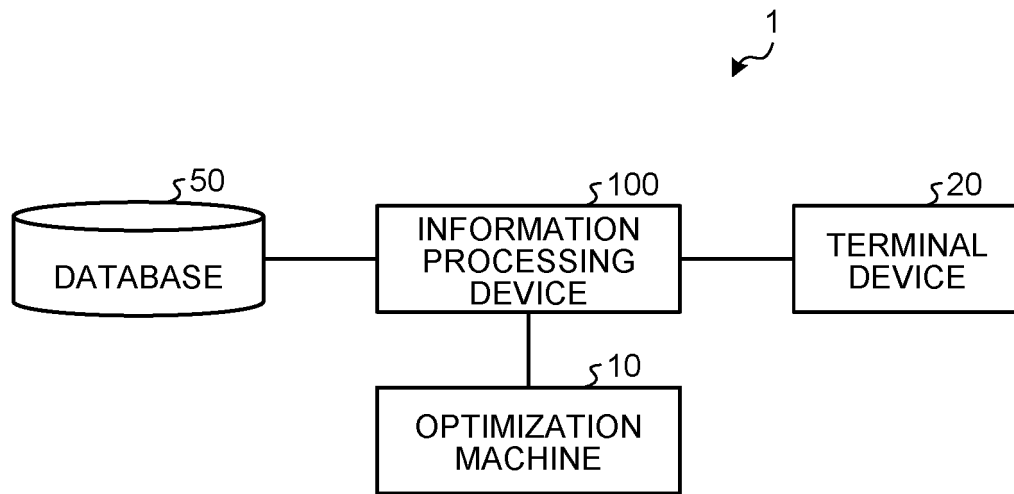 1
50
100
20
DATABASE
INFORMATION
PROCESSING
DEVICE
TERMINAL
DEVICE
10
OPTIMIZATION
MACHINE